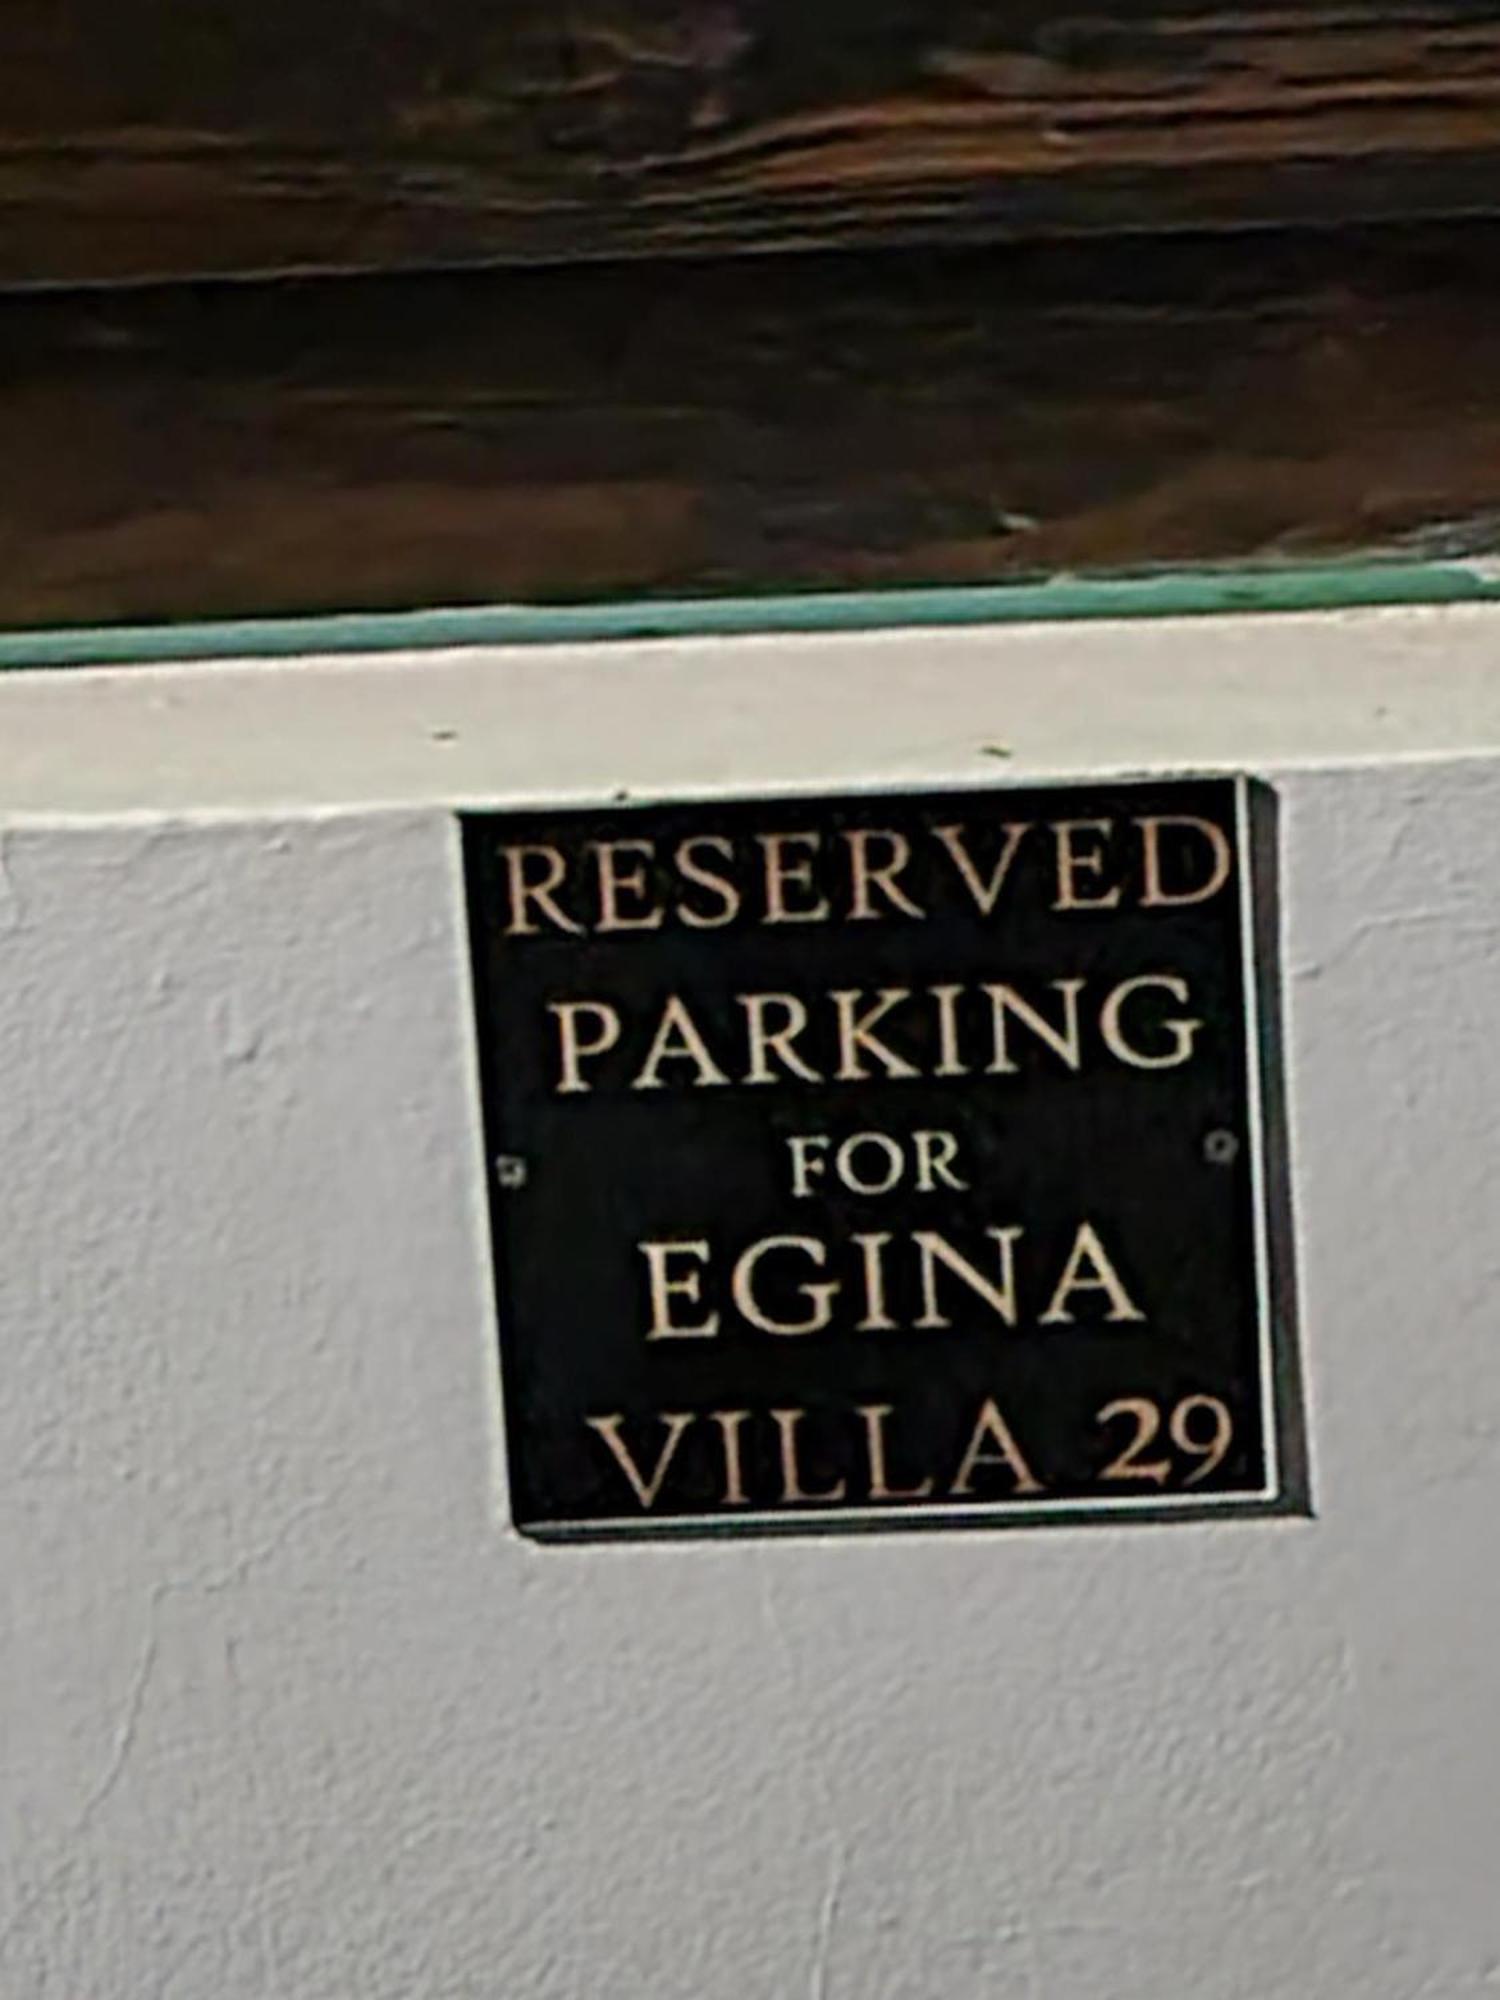 RESERVED
PARKING
FOR
EGINA
VILLA 29